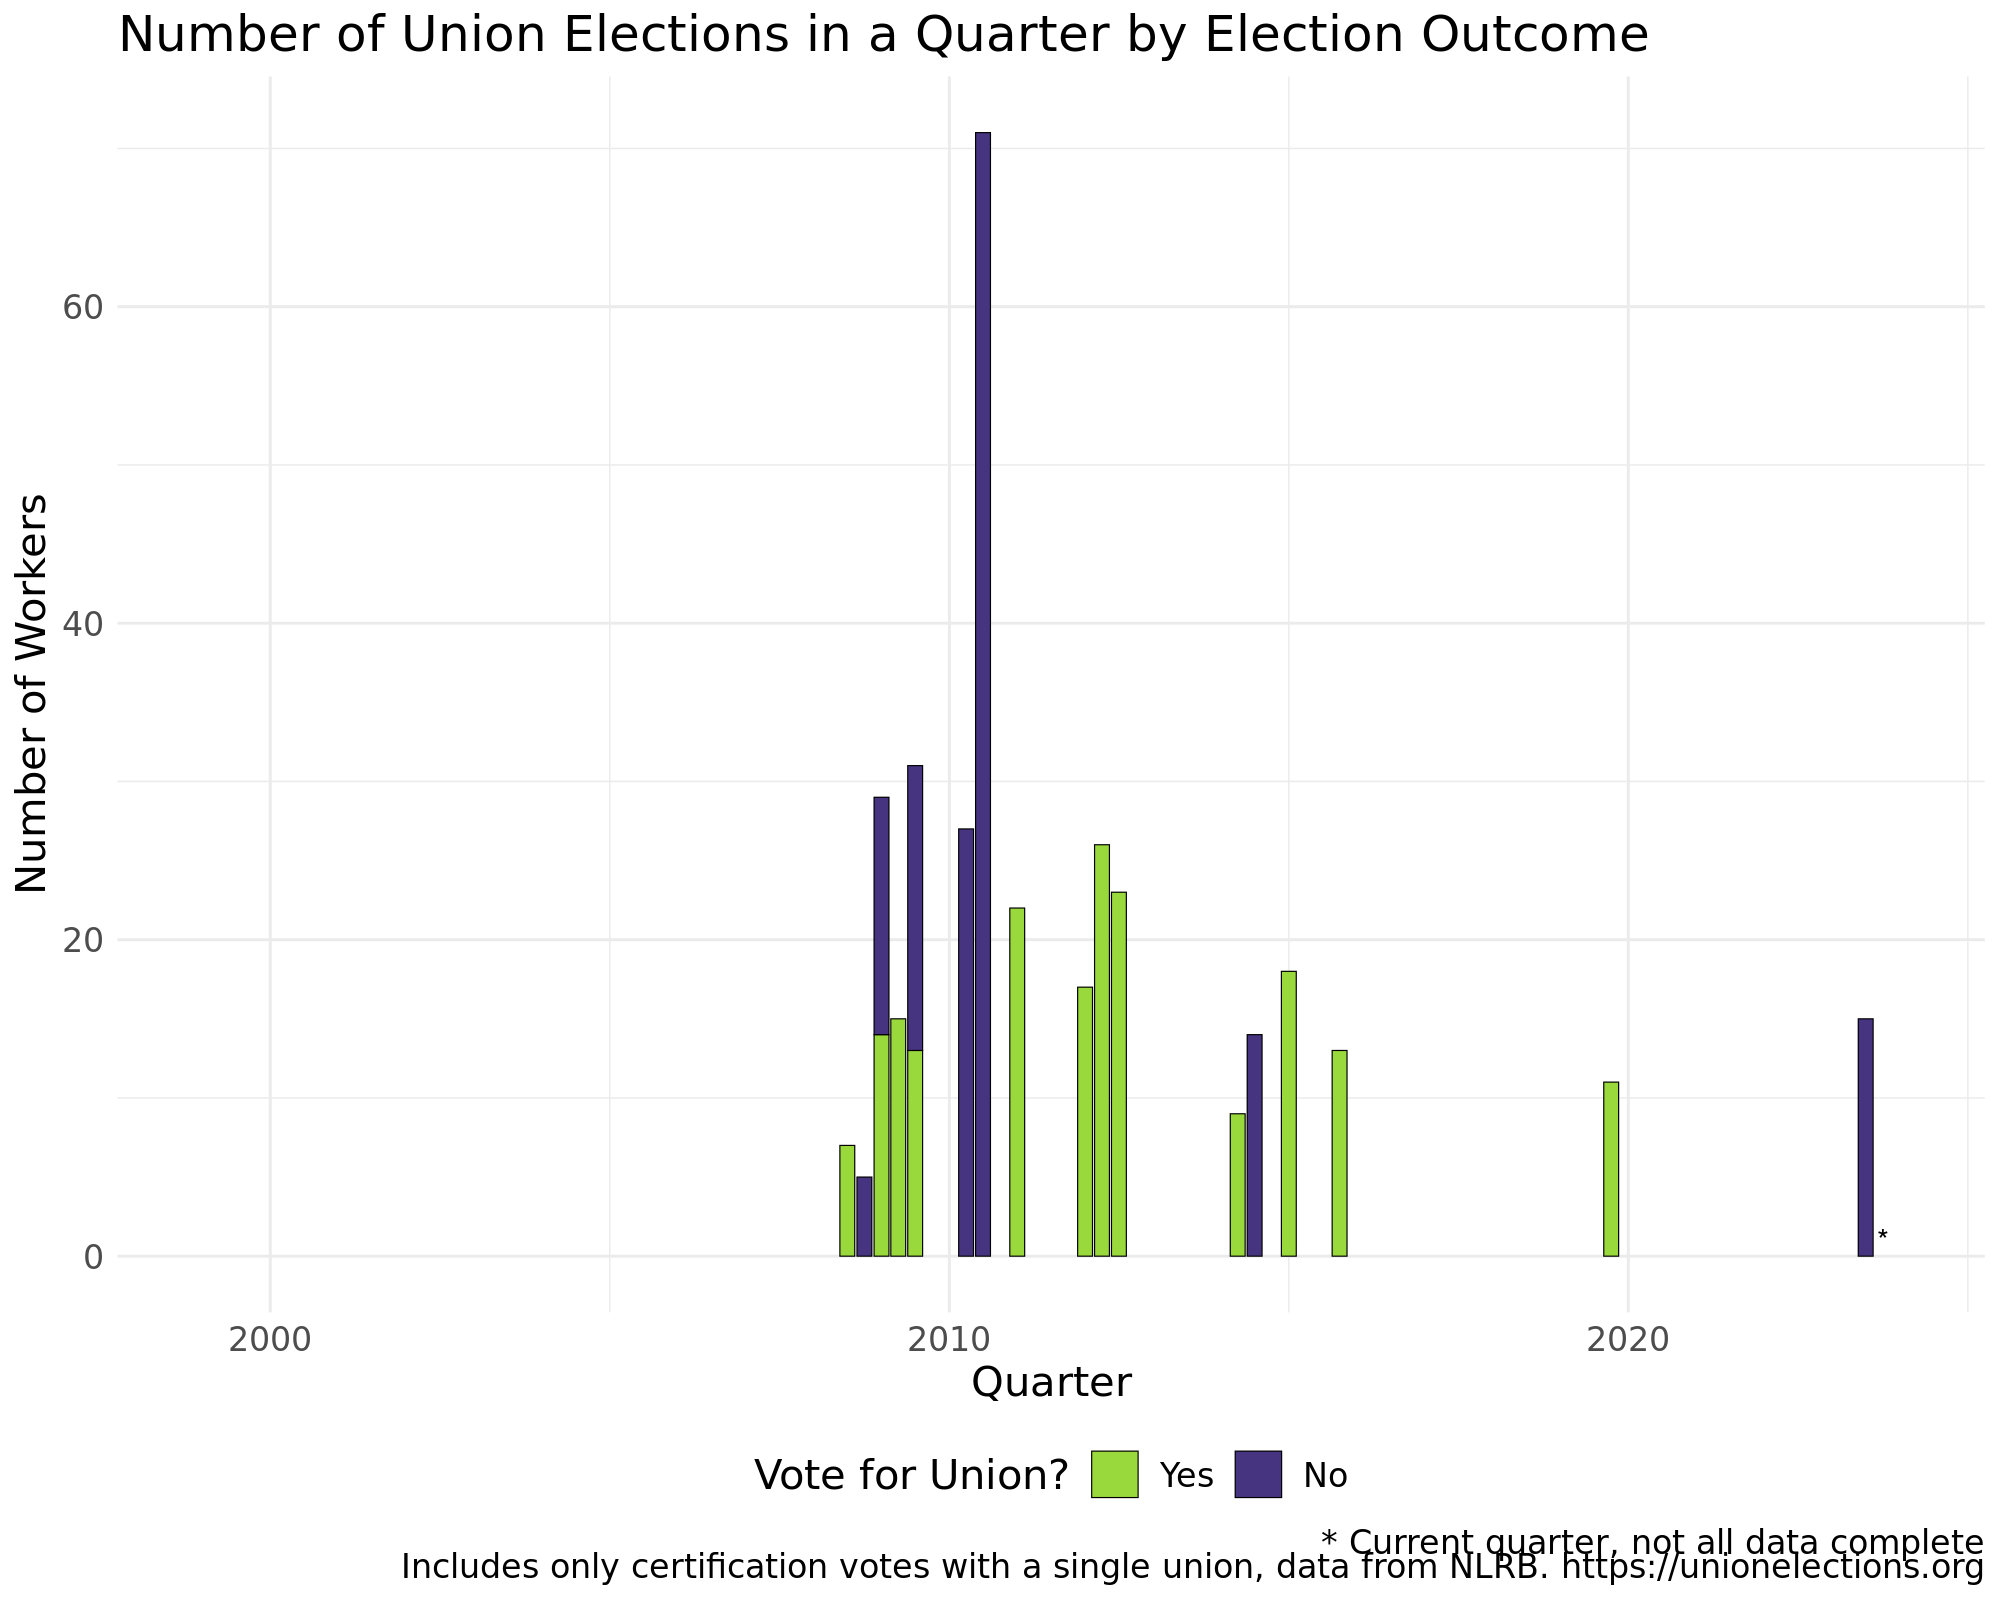 Number of Union Elections in a Quarter by Election Outcome
Number of Workers
60
40
20
0
*
2000 2010 2020
Quarter
Vote for Union? Yes No
* Current quarter, not all data complete
Includes only certification votes with a single union, data from NLRB. https://unionelections.org